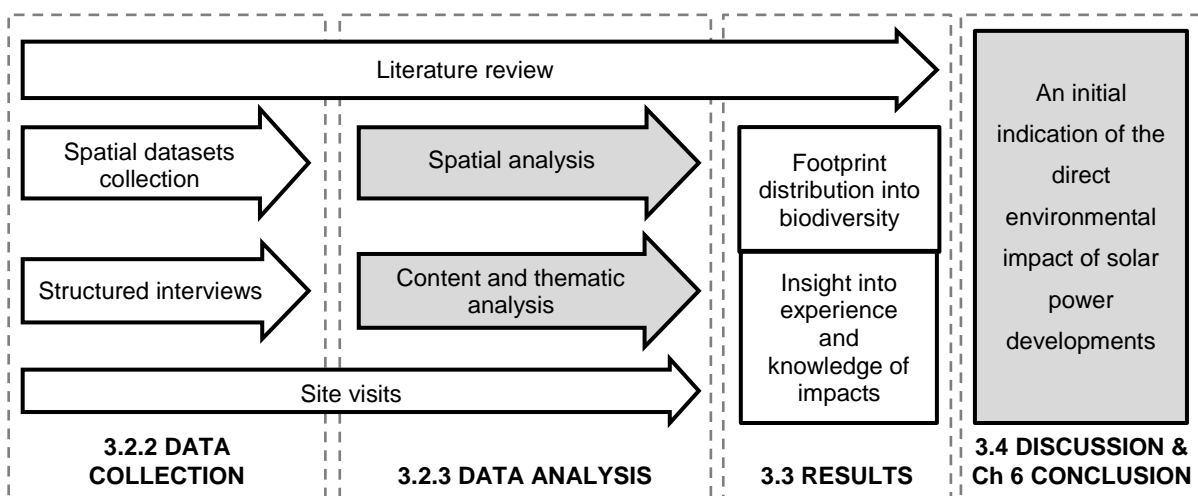 Literature review
Spatial datasets
collection
Spatial analysis
Footprint
distribution into
biodiversity
Structured interviews
Content and thematic
analysis
Insight into
experience
and
knowledge of
impacts
Site visits
An initial
indication of the
direct
environmental
impact of solar
power
developments
3.2.2 DATA
COLLECTION
3.2.3 DATA ANALYSIS
3.3 RESULTS
3.4 DISCUSSION &
Ch 6 CONCLUSION